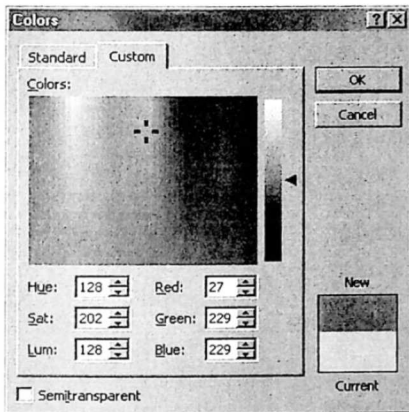 Colors
Standard Custom
Colors:
OK
Cancel
Hue: 128 Red: 27
Sat: 202 Green: 229
Lum: 128 Blue: 229
New
Current
Semitransparent